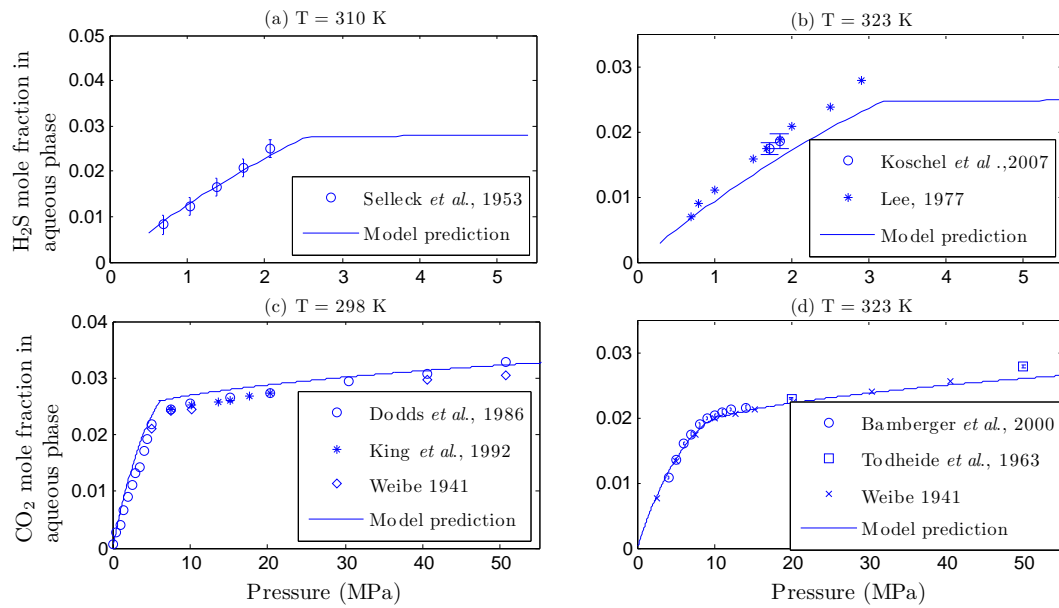 (a) T = 310 K
H₂S mole fraction in
aqueous phase
0.05
0.04
0.03
0.02
0.01
0
0 1 2 3 4 5
Selleck et al., 1953
Model prediction
(b) T = 323 K
0.03
0.02
0.01
0
0 1 2 3 4 5
Koschel et al .,2007
Lee, 1977
Model prediction
(c) T = 298 K
CO₂ mole fraction in
aqueous phase
0.04
0.03
0.02
0.01
0
0 10 20 30 40 50
Pressure (MPa)
Dodds et al., 1986
King et al., 1992
Weibe 1941
Model prediction
(d) T = 323 K
0.03
0.02
0.01
0
0 10 20 30 40 50
Pressure (MPa)
Bamberger et al., 2000
Todheide et al., 1963
Weibe 1941
Model prediction